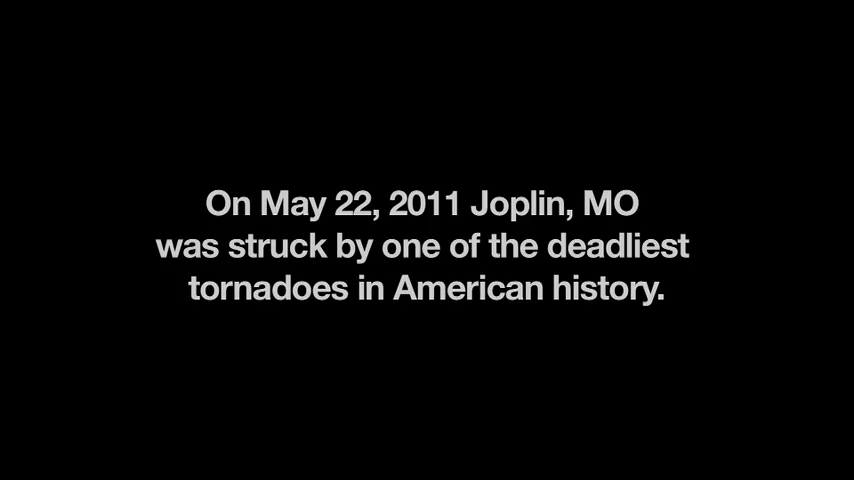 On May 22, 2011 Joplin, MO
was struck by one of the deadliest
tornadoes in American history.